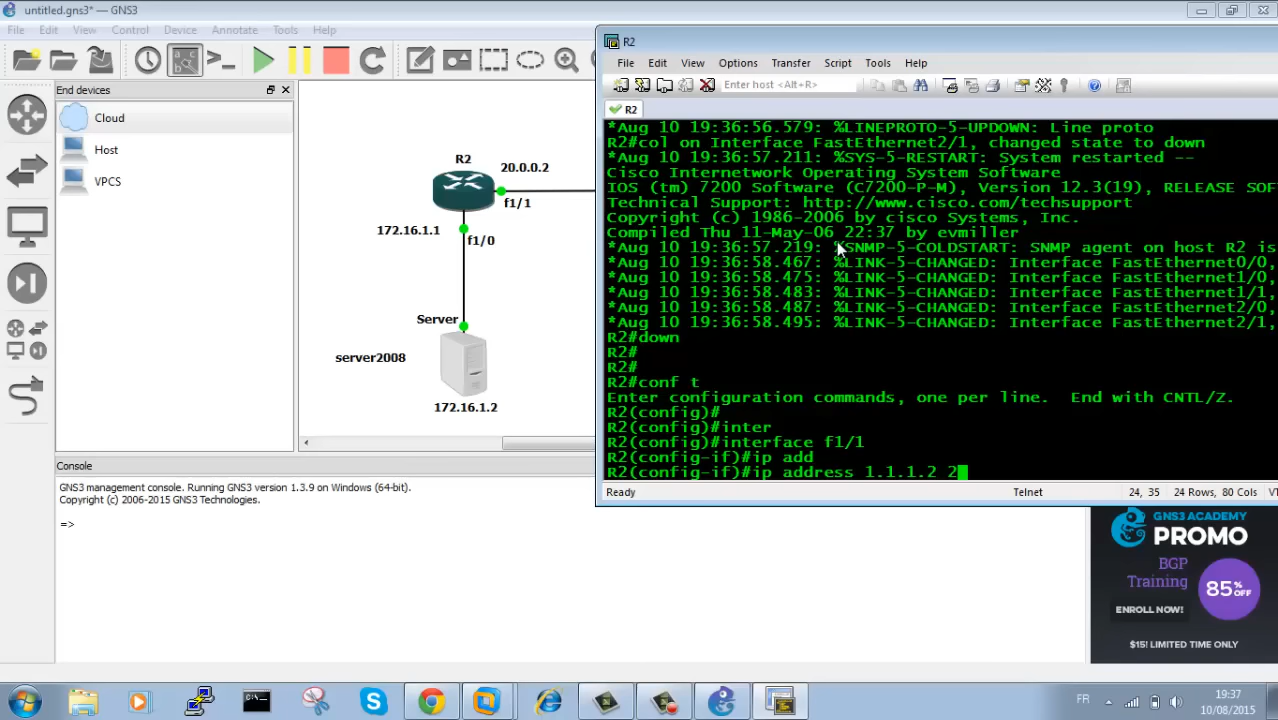 untitled.gns3* — GNS3
File Edit View Control Device Annotate Tools Help
End devices
Cloud
Host
VPCS
R2
20.0.0.2
f1/1
172.16.1.1
f1/0
Server
server2008
172.16.1.2
Console
GNS3 management console. Running GNS3 version 1.3.9 on Windows (64-bit).
Copyright (c) 2006-2015 GNS3 Technologies.
=>
R2
File Edit View Options Transfer Script Tools Help
Enter host <Alt+R>
R2
*Aug 10 19:36:56.579: %LINEPROTO-5-UPDOWN: Line proto
R2#col on Interface FastEthernet2/1, changed state to down
*Aug 10 19:36:57.211: %SYS-5-RESTART: System restarted --
Cisco Internetwork Operating System Software
IOS (tm) 7200 Software (C7200-P-M), Version 12.3(19), RELEASE SOF
Technical Support: http://www.cisco.com/techsupport
Copyright (c) 1986-2006 by cisco Systems, Inc.
Compiled Thu 11-May-06 22:37 by evmiller
*Aug 10 19:36:57.219: %SNMP-5-COLDSTART: SNMP agent on host R2 is
*Aug 10 19:36:58.467: %LINK-5-CHANGED: Interface FastEthernet0/0,
*Aug 10 19:36:58.475: %LINK-5-CHANGED: Interface FastEthernet1/0,
*Aug 10 19:36:58.483: %LINK-5-CHANGED: Interface FastEthernet1/1,
*Aug 10 19:36:58.487: %LINK-5-CHANGED: Interface FastEthernet2/0,
*Aug 10 19:36:58.495: %LINK-5-CHANGED: Interface FastEthernet2/1,
R2#down
R2#
R2#
R2#conf t
Enter configuration commands, one per line. End with CNTL/Z.
R2(config)#
R2(config)#inter
R2(config)#interface f1/1
R2(config-if)#ip add
R2(config-if)#ip address 1.1.1.2 2
Ready Telnet 24, 35 24 Rows, 80 Cols VT
GNS3 ACADEMY
PROMO
BGP
Training
85% OFF
ENROLL NOW!
$15! LIMITED TIME ONLY
FR
19:37
10/08/2015